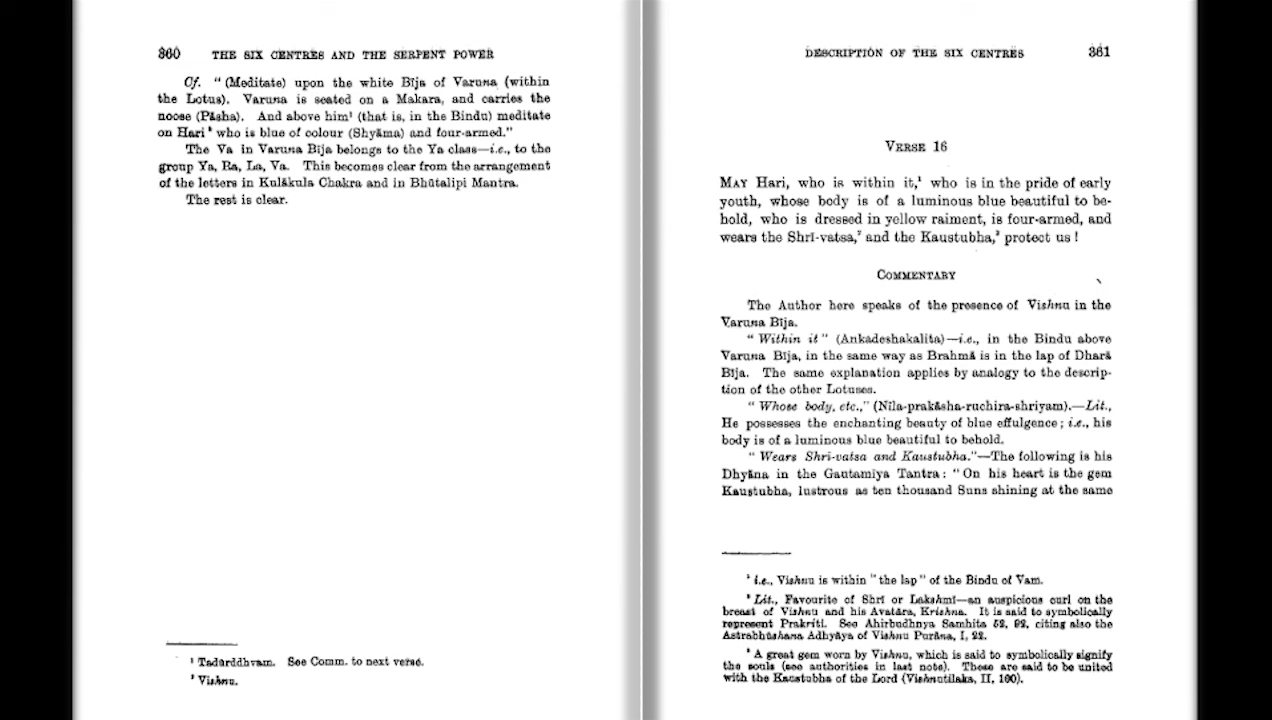 360 THE SIX CENTRES AND THE SERPENT POWER
Cf. “ (Meditate) upon the white Bīja of Varuna (within
the Lotus). Varuna is seated on a Makara, and carries the
noose (Pāsha). And above him¹ (that is, in the Bindu) meditate
on Hari² who is blue of colour (Shyāma) and four-armed.”
The Va in Varuna Bīja belongs to the Ya class—i.e., to the
group Ya, Ra, La, Va. This becomes clear from the arrangement
of the letters in Kulākula Chakra and in Bhūtalipi Mantra.
The rest is clear.
¹ Tadūrddhvam. See Comm. to next verse.
² Vishnu.
DESCRIPTION OF THE SIX CENTRES 361
VERSE 16
MAY Hari, who is within it,¹ who is in the pride of early
youth, whose body is of a luminous blue beautiful to be-
hold, who is dressed in yellow raiment, is four-armed, and
wears the Shrī-vatsa,² and the Kaustubha,³ protect us !
COMMENTARY
The Author here speaks of the presence of Vishnu in the
Varuna Bīja.
“ Within it ” (Ankadeshakalita)—i.e., in the Bindu above
Varuna Bīja, in the same way as Brahmā is in the lap of Dharā
Bīja. The same explanation applies by analogy to the descrip-
tion of the other Lotuses.
“ Whose body, etc.,” (Nīla-prakāsha-ruchira-shriyam).—Lit.,
He possesses the enchanting beauty of blue effulgence ; i.e., his
body is of a luminous blue beautiful to behold.
“ Wears Shrī-vatsa and Kaustubha.”—The following is his
Dhyāna in the Gautamīya Tantra : “ On his heart is the gem
Kaustubha, lustrous as ten thousand Suns shining at the same
¹ i.e., Vishnu is within “ the lap ” of the Bindu of Vam.
² Lit., Favourite of Shrī or Lakshmī—an auspicious curl on the
breast of Vishnu and his Avatāra, Krishna. It is said to symbolically
represent Prakriti. See Ahirbudhnya Samhita 52, 92, citing also the
Astrabhūshana Adhyāya of Vishnu Purāna, I, 22.
³ A great gem worn by Vishnu, which is said to symbolically signify
the souls (see authorities in last note). These are said to be united
with the Kaustubha of the Lord (Vishnutilaka, II, 100).